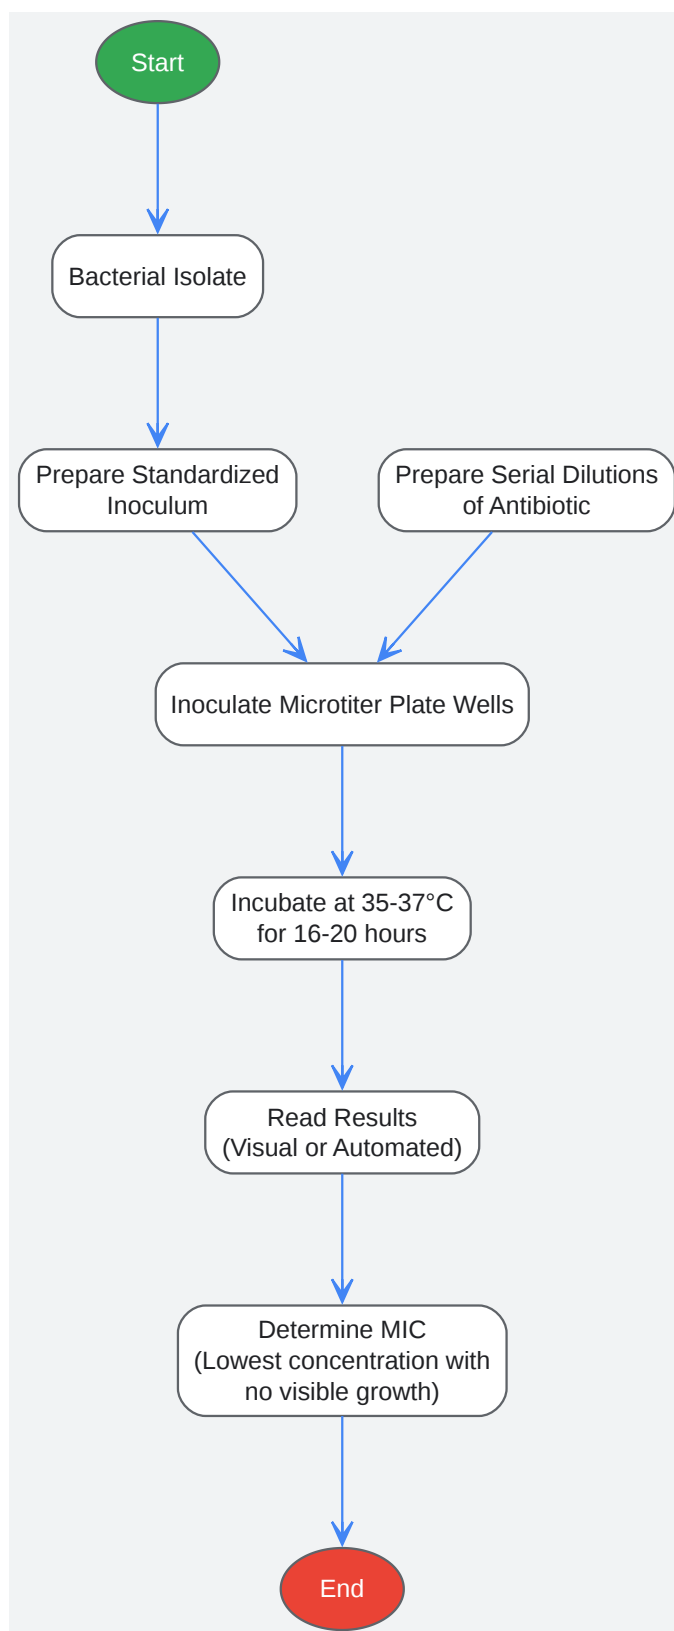 Start
Bacterial Isolate
Prepare Standardized
Inoculum
Prepare Serial Dilutions
of Antibiotic
Inoculate Microtiter Plate Wells
Incubate at 35-37°C
for 16-20 hours
Read Results
(Visual or Automated)
Determine MIC
(Lowest concentration with
no visible growth)
End